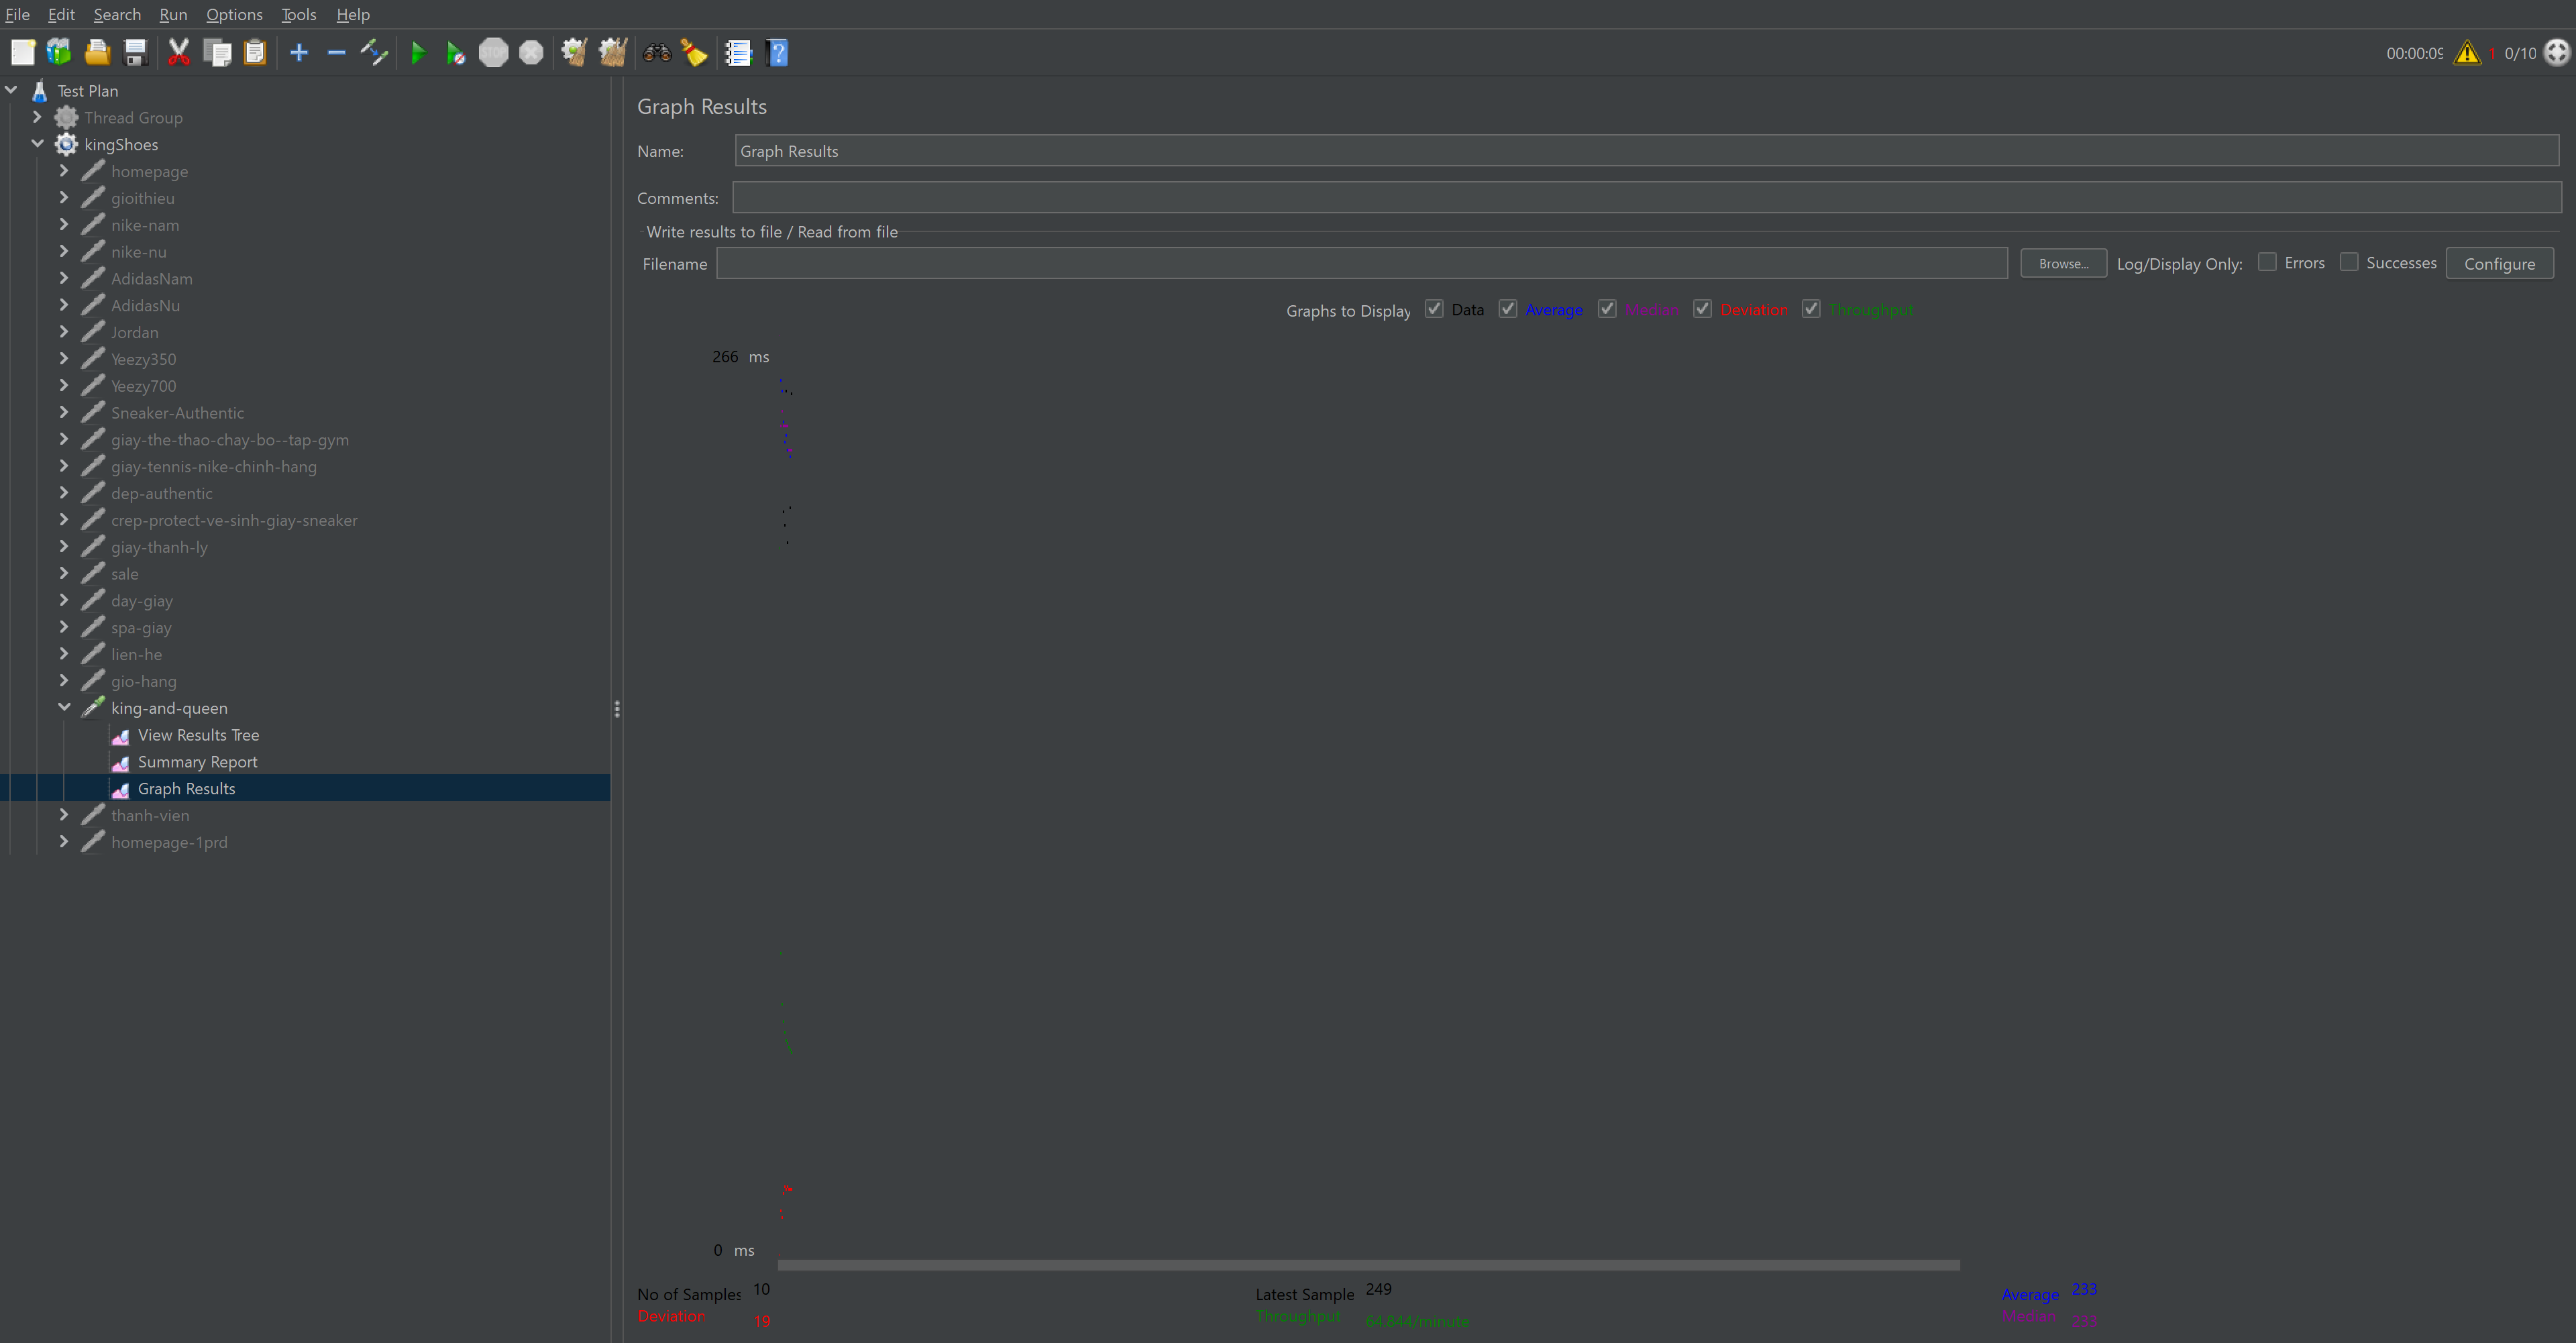 File Edit Search Run Options Tools Help
STOP
00:00:09 1 0/10
Test Plan
Thread Group
kingShoes
homepage
gioithieu
nike-nam
nike-nu
AdidasNam
AdidasNu
Jordan
Yeezy350
Yeezy700
Sneaker-Authentic
giay-the-thao-chay-bo--tap-gym
giay-tennis-nike-chinh-hang
dep-authentic
crep-protect-ve-sinh-giay-sneaker
giay-thanh-ly
sale
day-giay
spa-giay
lien-he
gio-hang
king-and-queen
View Results Tree
Summary Report
Graph Results
thanh-vien
homepage-1prd
Graph Results
Name: Graph Results
Comments:
Write results to file / Read from file
Filename Browse... Log/Display Only: Errors Successes Configure
Graphs to Display Data Average Median Deviation Throughput
266 ms
0 ms
No of Samples 10 Latest Sample 249 Average 233
Deviation 19 Throughput 64.844/minute Median 233